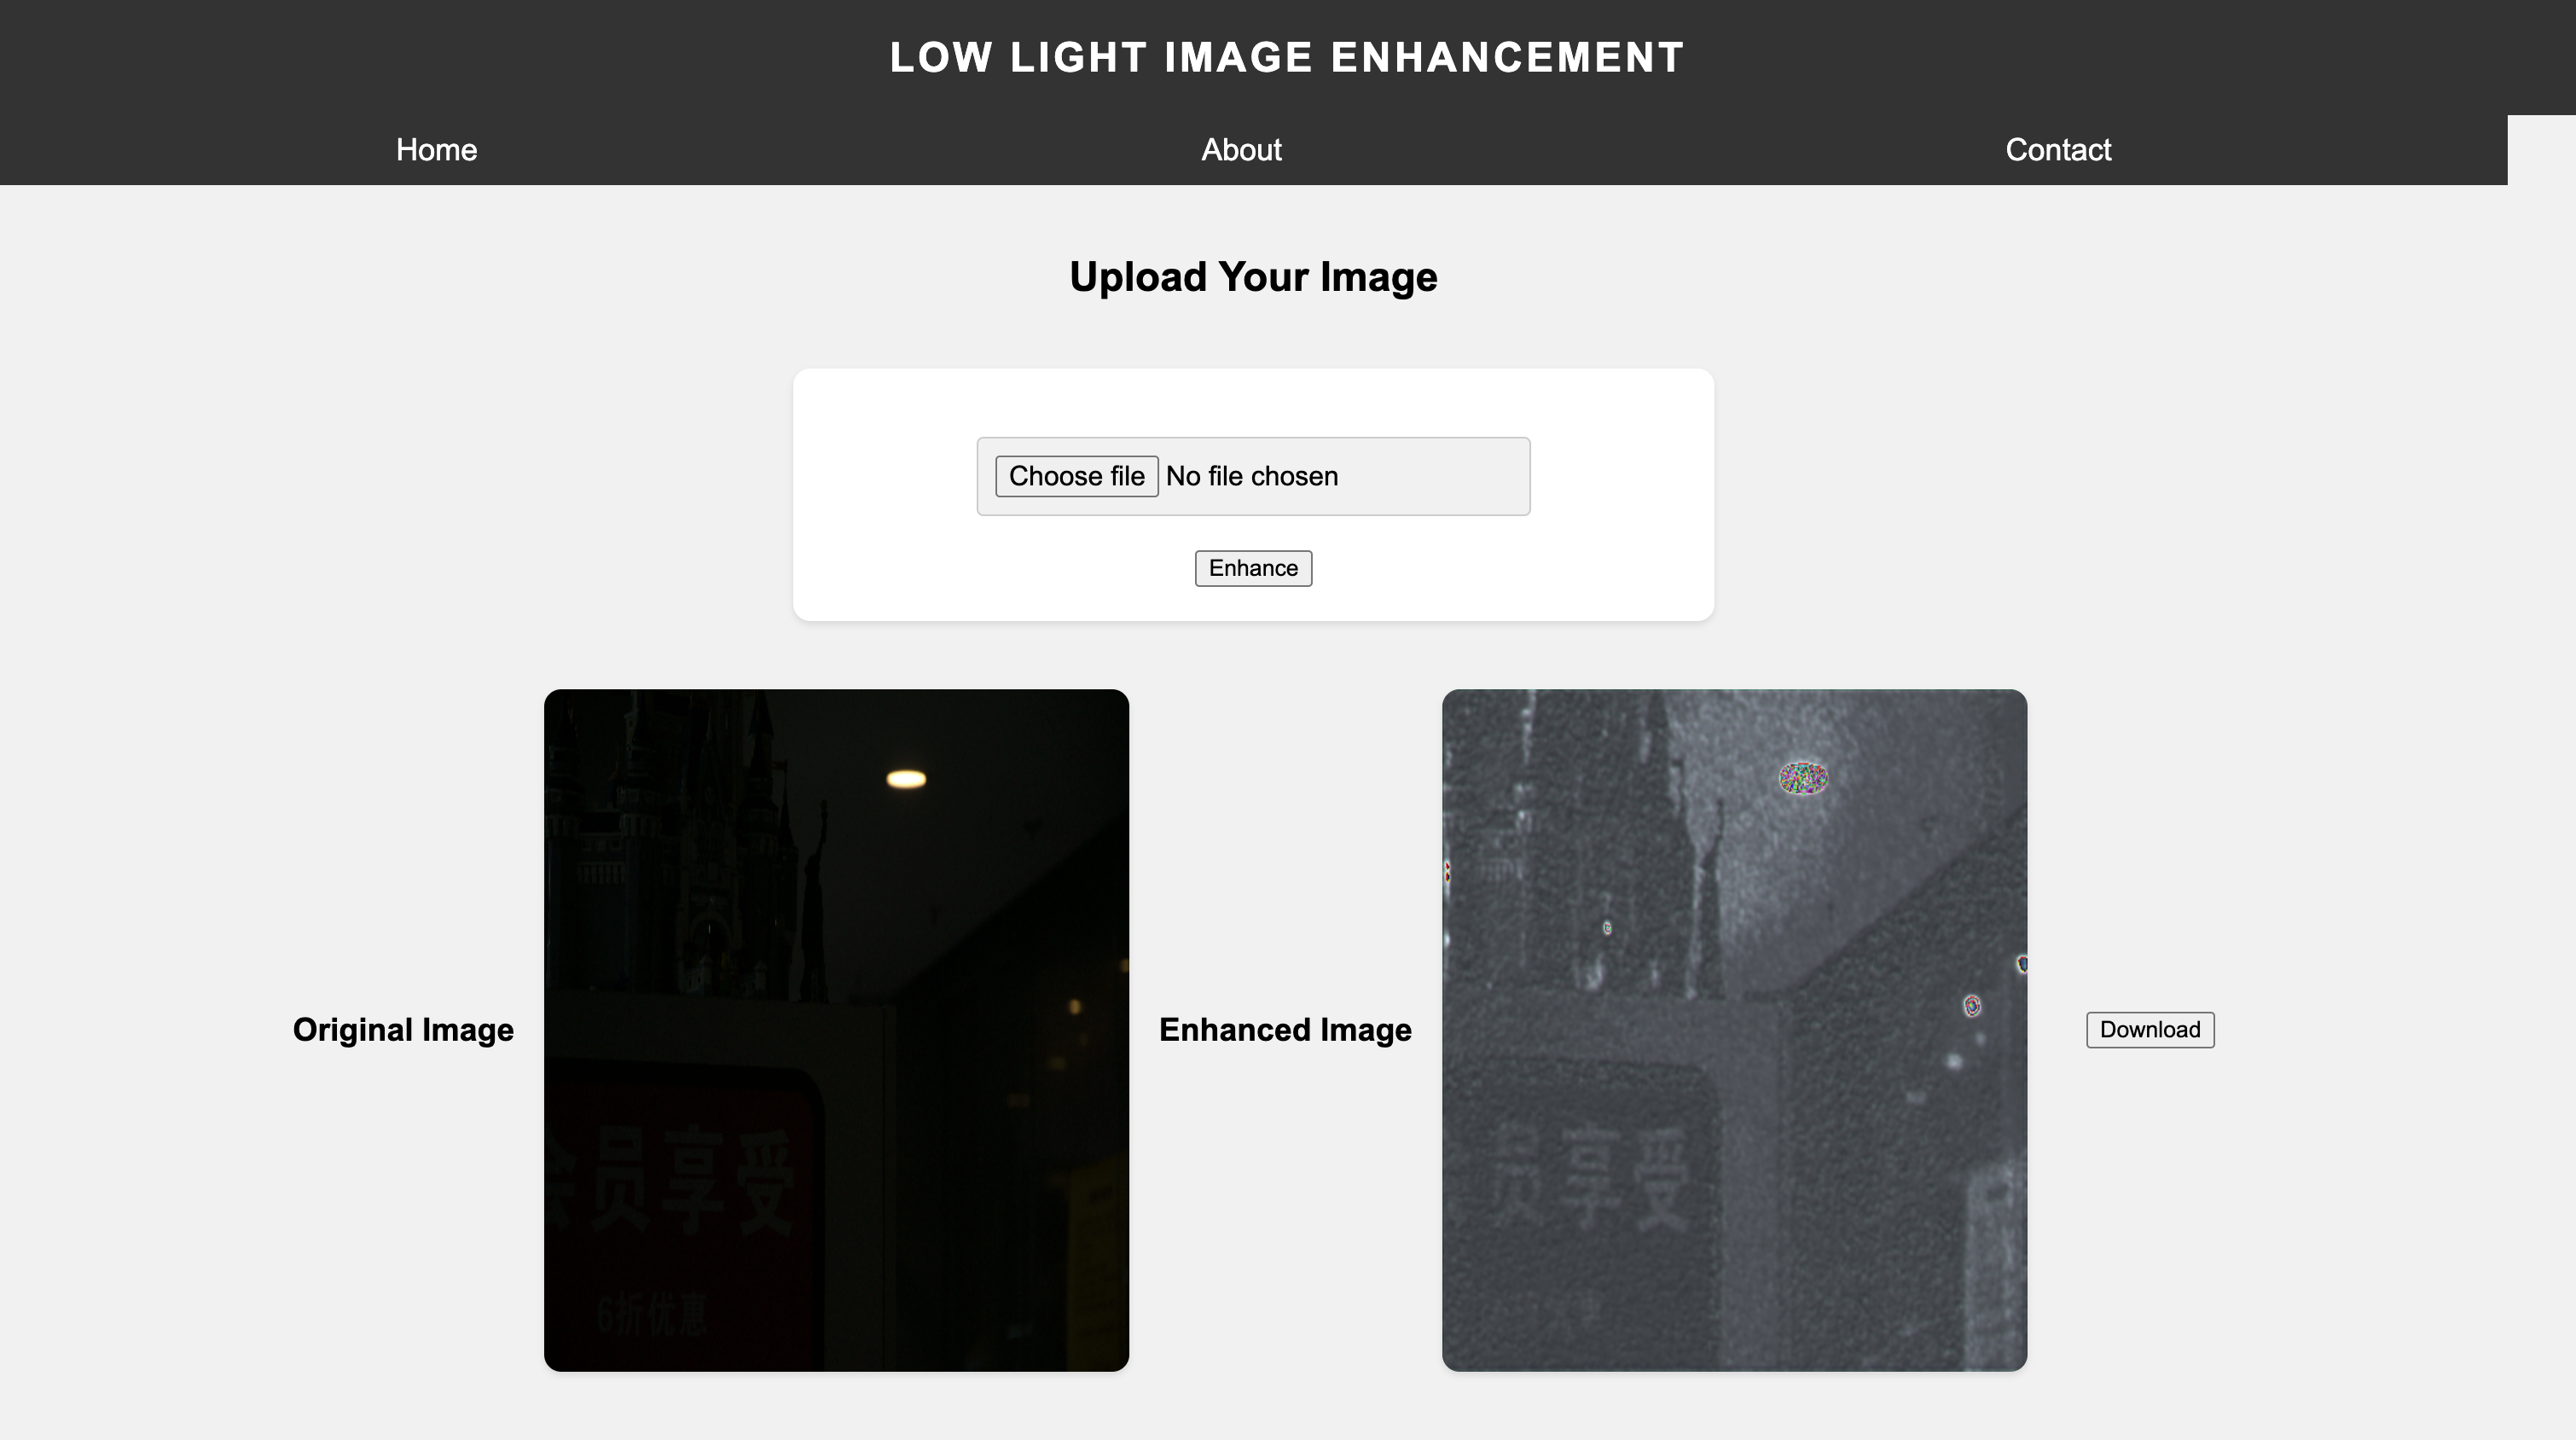 LOW LIGHT IMAGE ENHANCEMENT
Home
About
Contact
Upload Your Image
Choose file No file chosen
Enhance
Original Image
会员享受
6折优惠
Enhanced Image
员享受
Download